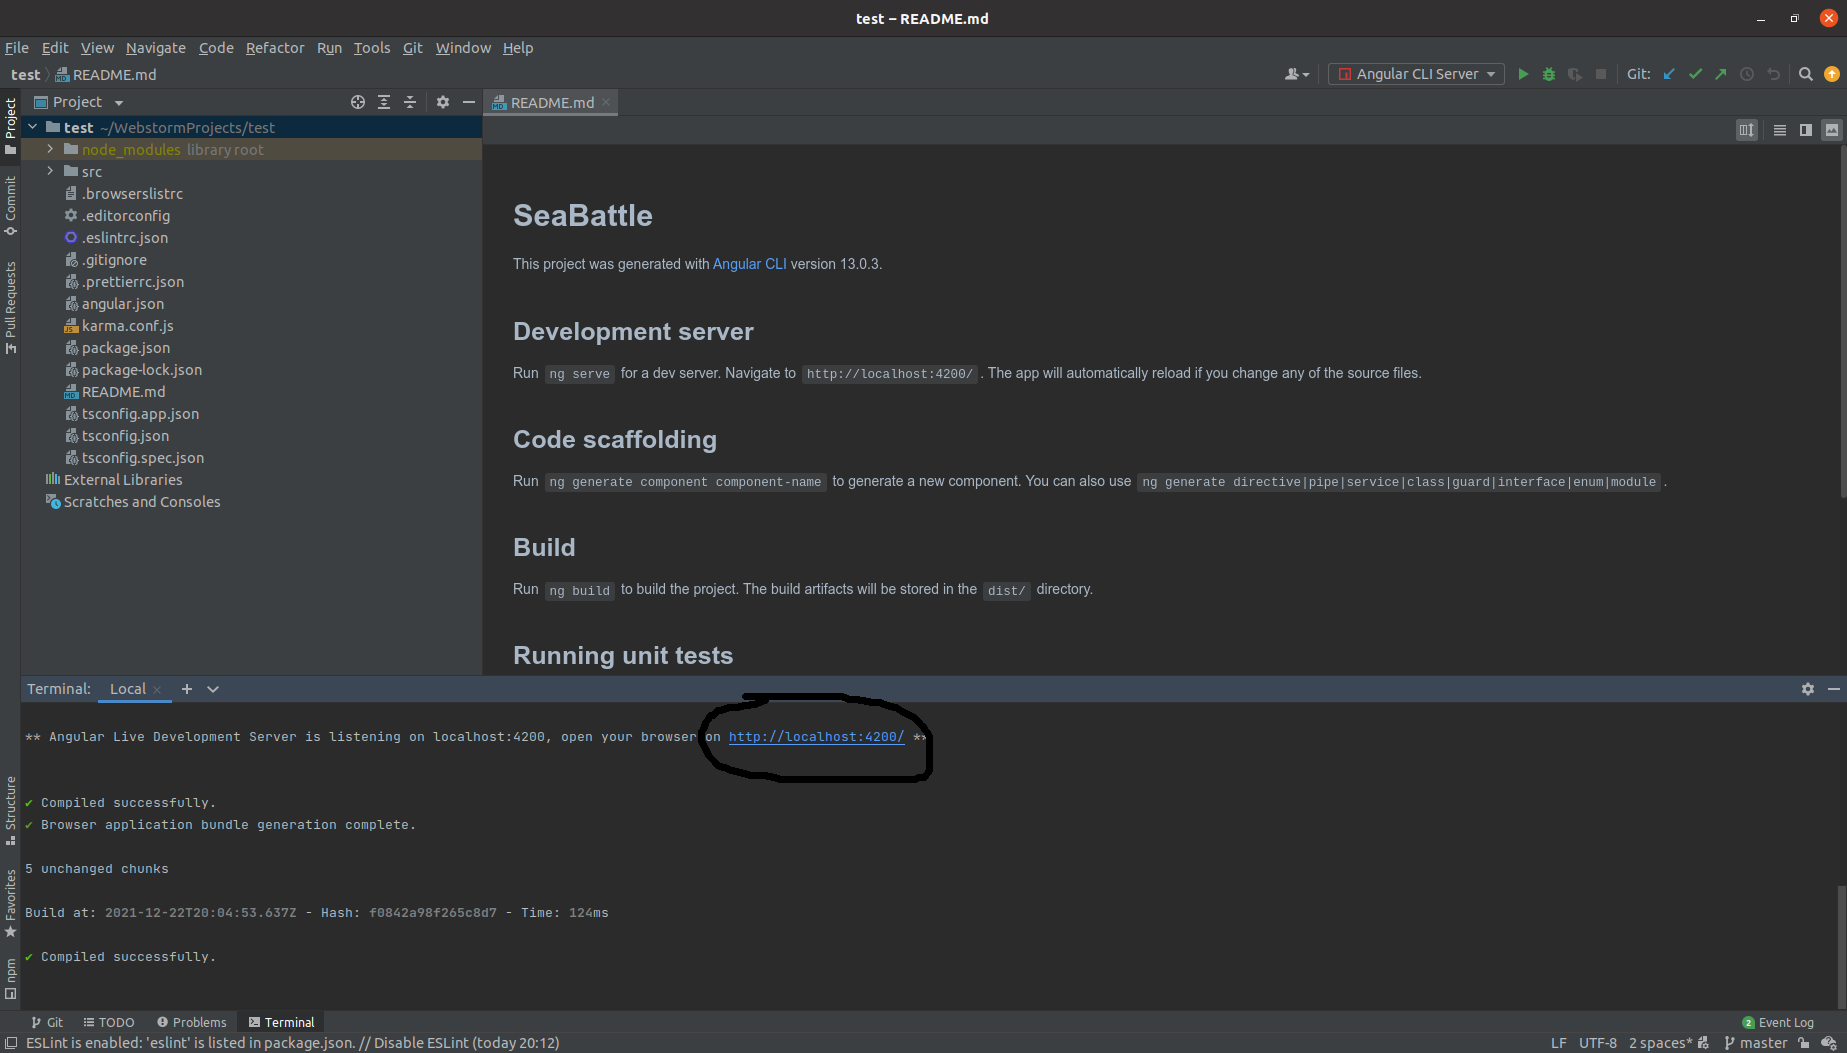 test – README.md
File Edit View Navigate Code Refactor Run Tools Git Window Help
test README.md
Angular CLI Server Git:
Project
README.md
test ~/WebstormProjects/test
node_modules library root
src
.browserslistrc
.editorconfig
.eslintrc.json
.gitignore
.prettierrc.json
angular.json
karma.conf.js
package.json
package-lock.json
README.md
tsconfig.app.json
tsconfig.json
tsconfig.spec.json
External Libraries
Scratches and Consoles
Project
Commit
Pull Requests
Structure
Favorites
npm
SeaBattle
This project was generated with Angular CLI version 13.0.3.
Development server
Run ng serve for a dev server. Navigate to http://localhost:4200/ . The app will automatically reload if you change any of the source files.
Code scaffolding
Run ng generate component component-name to generate a new component. You can also use ng generate directive|pipe|service|class|guard|interface|enum|module .
Build
Run ng build to build the project. The build artifacts will be stored in the dist/ directory.
Running unit tests
Terminal: Local
** Angular Live Development Server is listening on localhost:4200, open your browser on http://localhost:4200/ **
✔ Compiled successfully.
✔ Browser application bundle generation complete.
5 unchanged chunks
Build at: 2021-12-22T20:04:53.637Z - Hash: f0842a98f265c8d7 - Time: 124ms
✔ Compiled successfully.
Git TODO Problems Terminal 2 Event Log
ESLint is enabled: 'eslint' is listed in package.json. // Disable ESLint (today 20:12) LF UTF-8 2 spaces* master